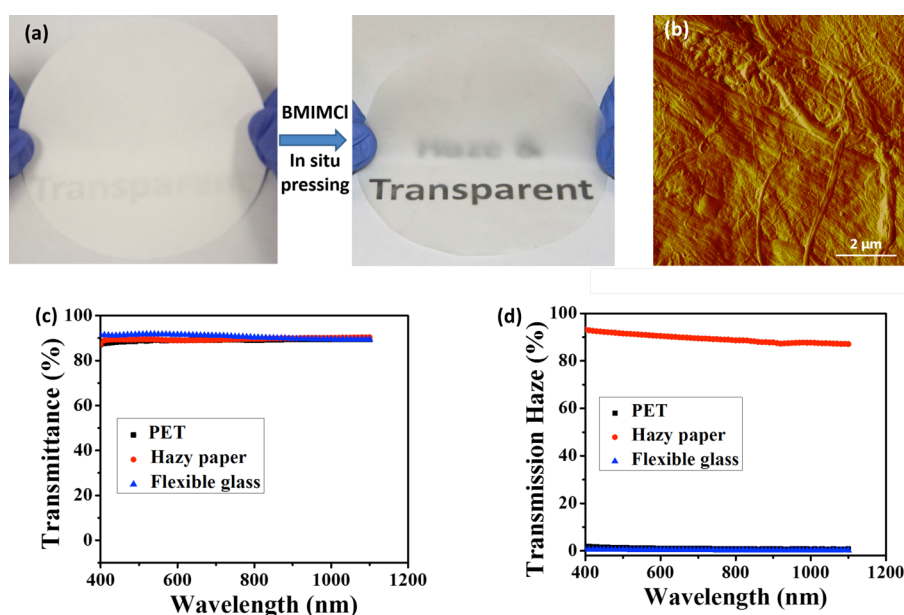 (a)
Transparent
BMIMCl
In situ
pressing
Haze &
Transparent
(b)
2 µm
(c)
100
80
60
40
20
0
Transmittance (%)
PET
Hazy paper
Flexible glass
400
600
800
1000
1200
Wavelength (nm)
(d)
100
80
60
40
20
0
Transmission Haze (%)
PET
Hazy paper
Flexible glass
400
600
800
1000
1200
Wavelength (nm)